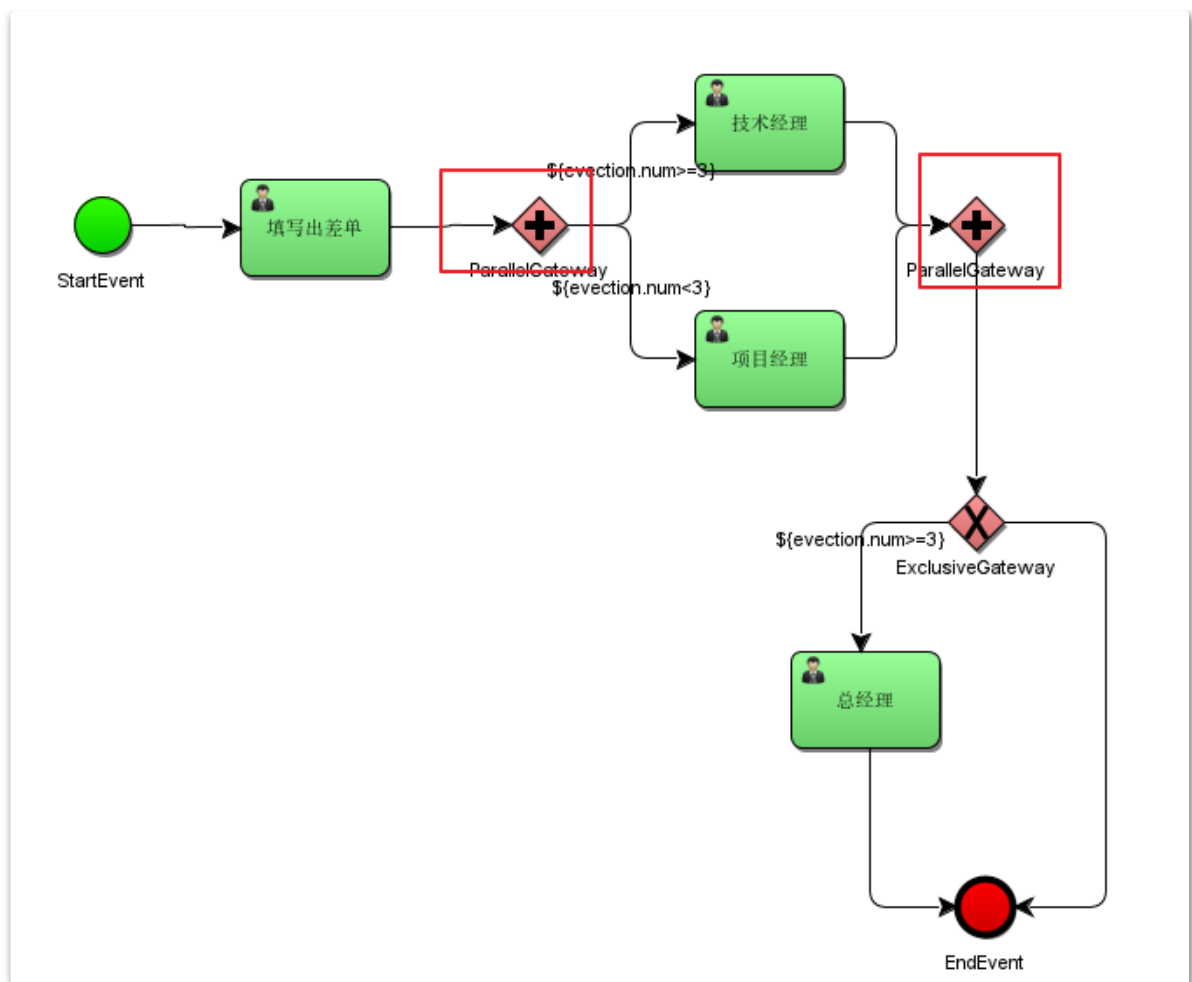 技术经理
${evection.num>=3}
填写出差单
StartEvent
ParallelGateway
ParallelGateway
${evection.num<3}
项目经理
${evection.num>=3}
ExclusiveGateway
总经理
EndEvent